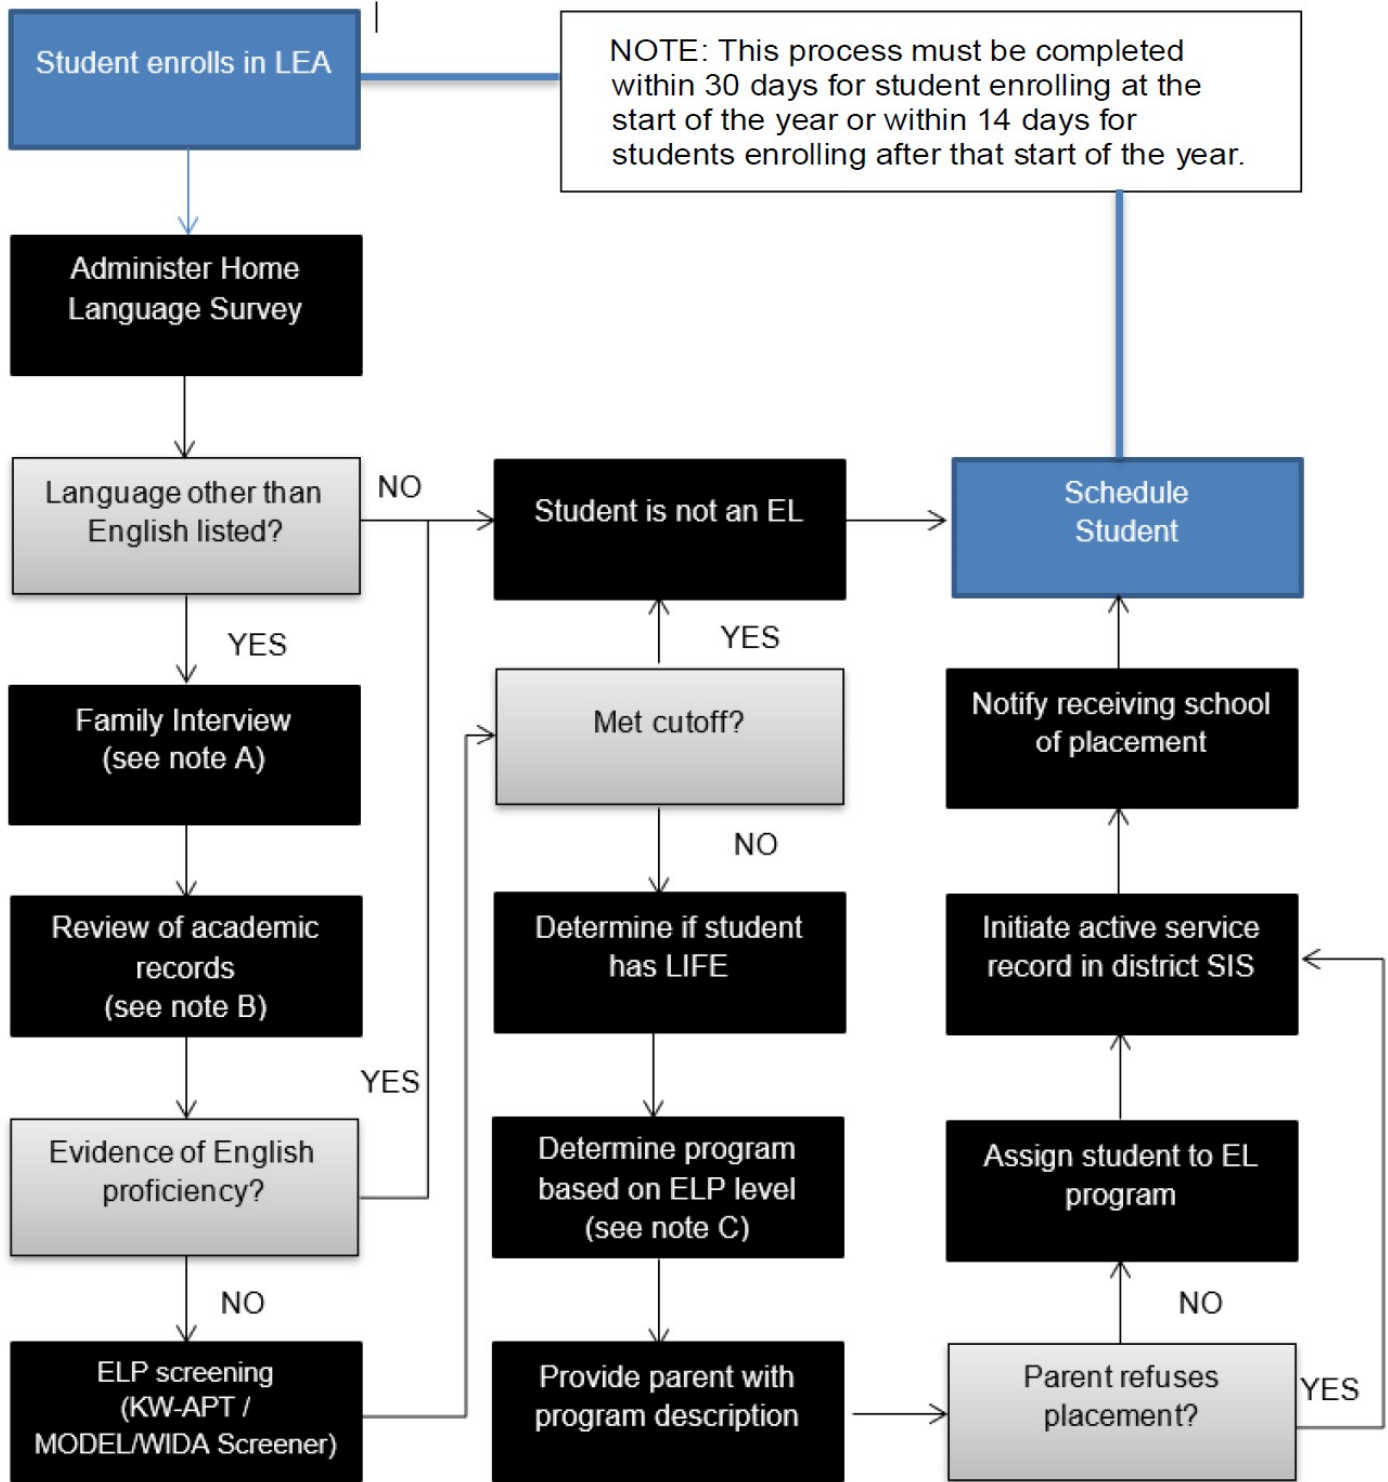 Student enrolls in LEA
NOTE: This process must be completed
within 30 days for student enrolling at the
start of the year or within 14 days for
students enrolling after that start of the year.
Administer Home
Language Survey
Language other than
English listed?
NO
Student is not an EL
Schedule
Student
YES
YES
Family Interview
(see note A)
Met cutoff?
Notify receiving school
of placement
NO
Review of academic
records
(see note B)
Determine if student
has LIFE
Initiate active service
record in district SIS
YES
Evidence of English
proficiency?
Determine program
based on ELP level
(see note C)
Assign student to EL
program
NO
NO
ELP screening
(KW-APT /
MODEL/WIDA Screener)
Provide parent with
program description
Parent refuses
placement?
YES